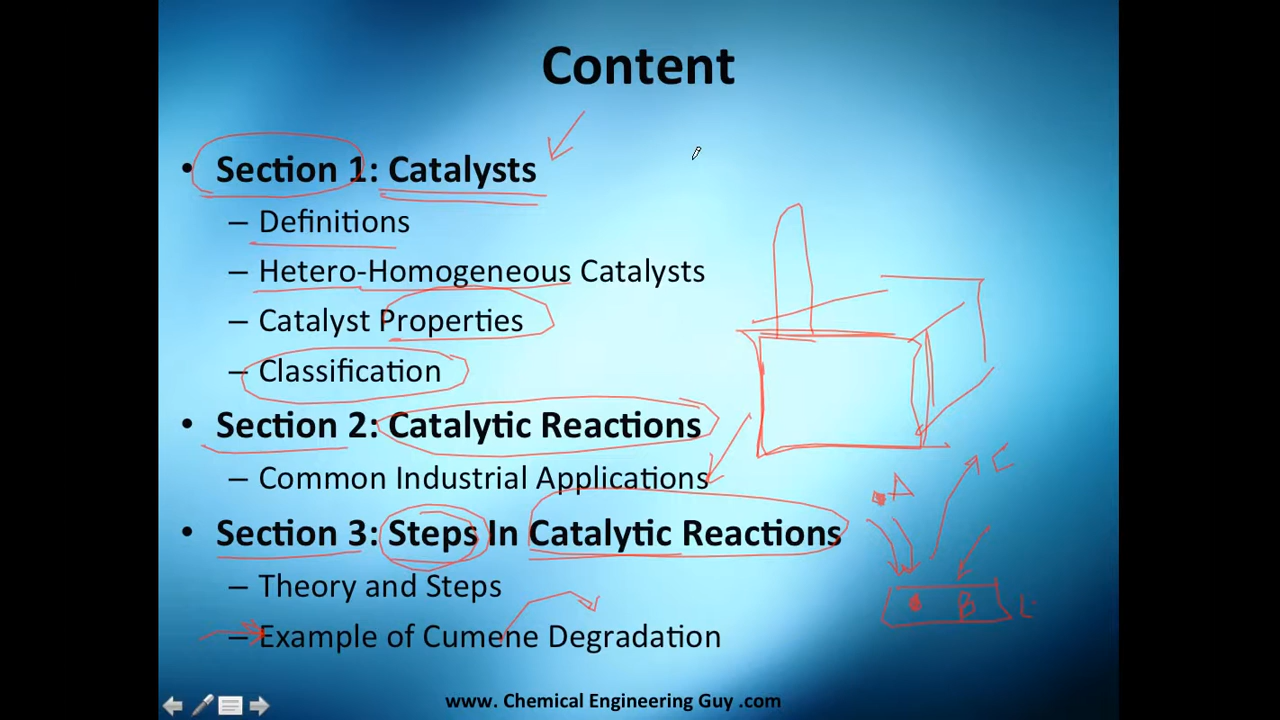 Content
• Section 1: Catalysts
– Definitions
– Hetero-Homogeneous Catalysts
– Catalyst Properties
– Classification
• Section 2: Catalytic Reactions
– Common Industrial Applications
• Section 3: Steps In Catalytic Reactions
– Theory and Steps
– Example of Cumene Degradation
A
C
B
www. Chemical Engineering Guy .com